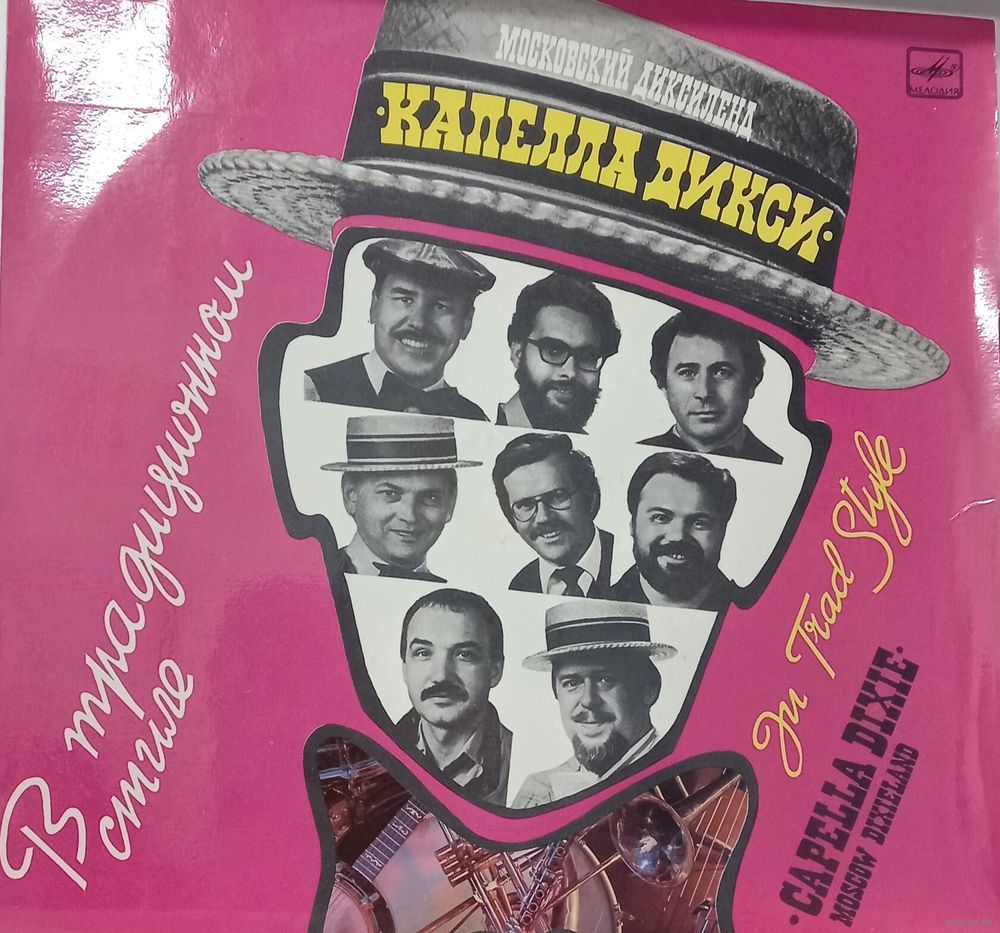 МОСКОВСКИЙ ДИКСИЛЕНД
·КАПЕЛЛА ДИКСИ·
МЕЛОДИЯ
В традиционном
стиле
In Trad Style
·CAPELLA DIXIE·
MOSCOW DIXIELAND